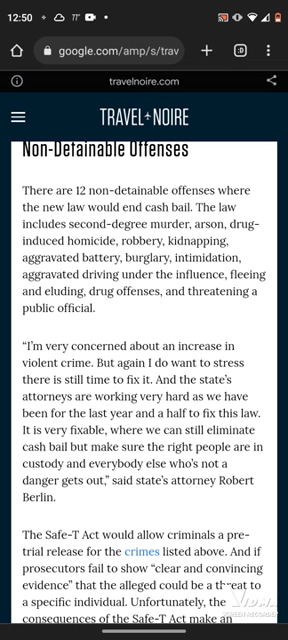 12:50
77°
google.com/amp/s/trav
:D
travelnoire.com
TRAVEL NOIRE
Non-Detainable Offenses
There are 12 non-detainable offenses where
the new law would end cash bail. The law
includes second-degree murder, arson, drug-
induced homicide, robbery, kidnapping,
aggravated battery, burglary, intimidation,
aggravated driving under the influence, fleeing
and eluding, drug offenses, and threatening a
public official.
“I’m very concerned about an increase in
violent crime. But again I do want to stress
there is still time to fix it. And the state’s
attorneys are working very hard as we have
been for the last year and a half to fix this law.
It is very fixable, where we can still eliminate
cash bail but make sure the right people are in
custody and everybody else who’s not a
danger gets out,” said state’s attorney Robert
Berlin.
The Safe-T Act would allow criminals a pre-
trial release for the crimes listed above. And if
prosecutors fail to show “clear and convincing
evidence” that the alleged could be a threat to
a specific individual. Unfortunately, the
consequences of the Safe-T Act make an
SCREEN RECORDER